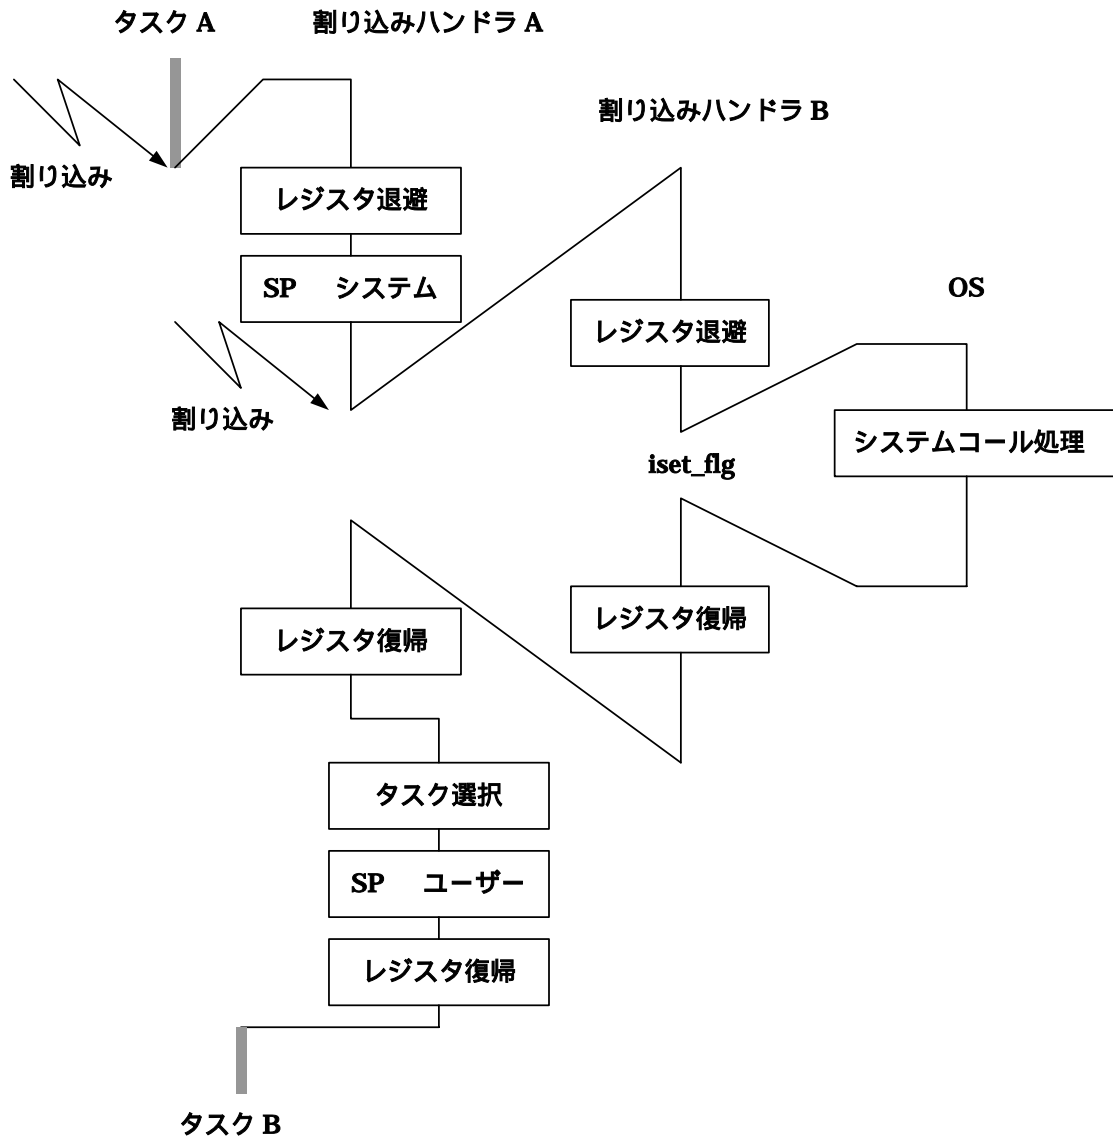 タスク A
割り込みハンドラ A
割り込みハンドラ B
割り込み
レジスタ退避
SP システム
OS
レジスタ退避
割り込み
システムコール処理
iset_flg
レジスタ復帰
レジスタ復帰
タスク選択
SP ユーザー
レジスタ復帰
タスク B